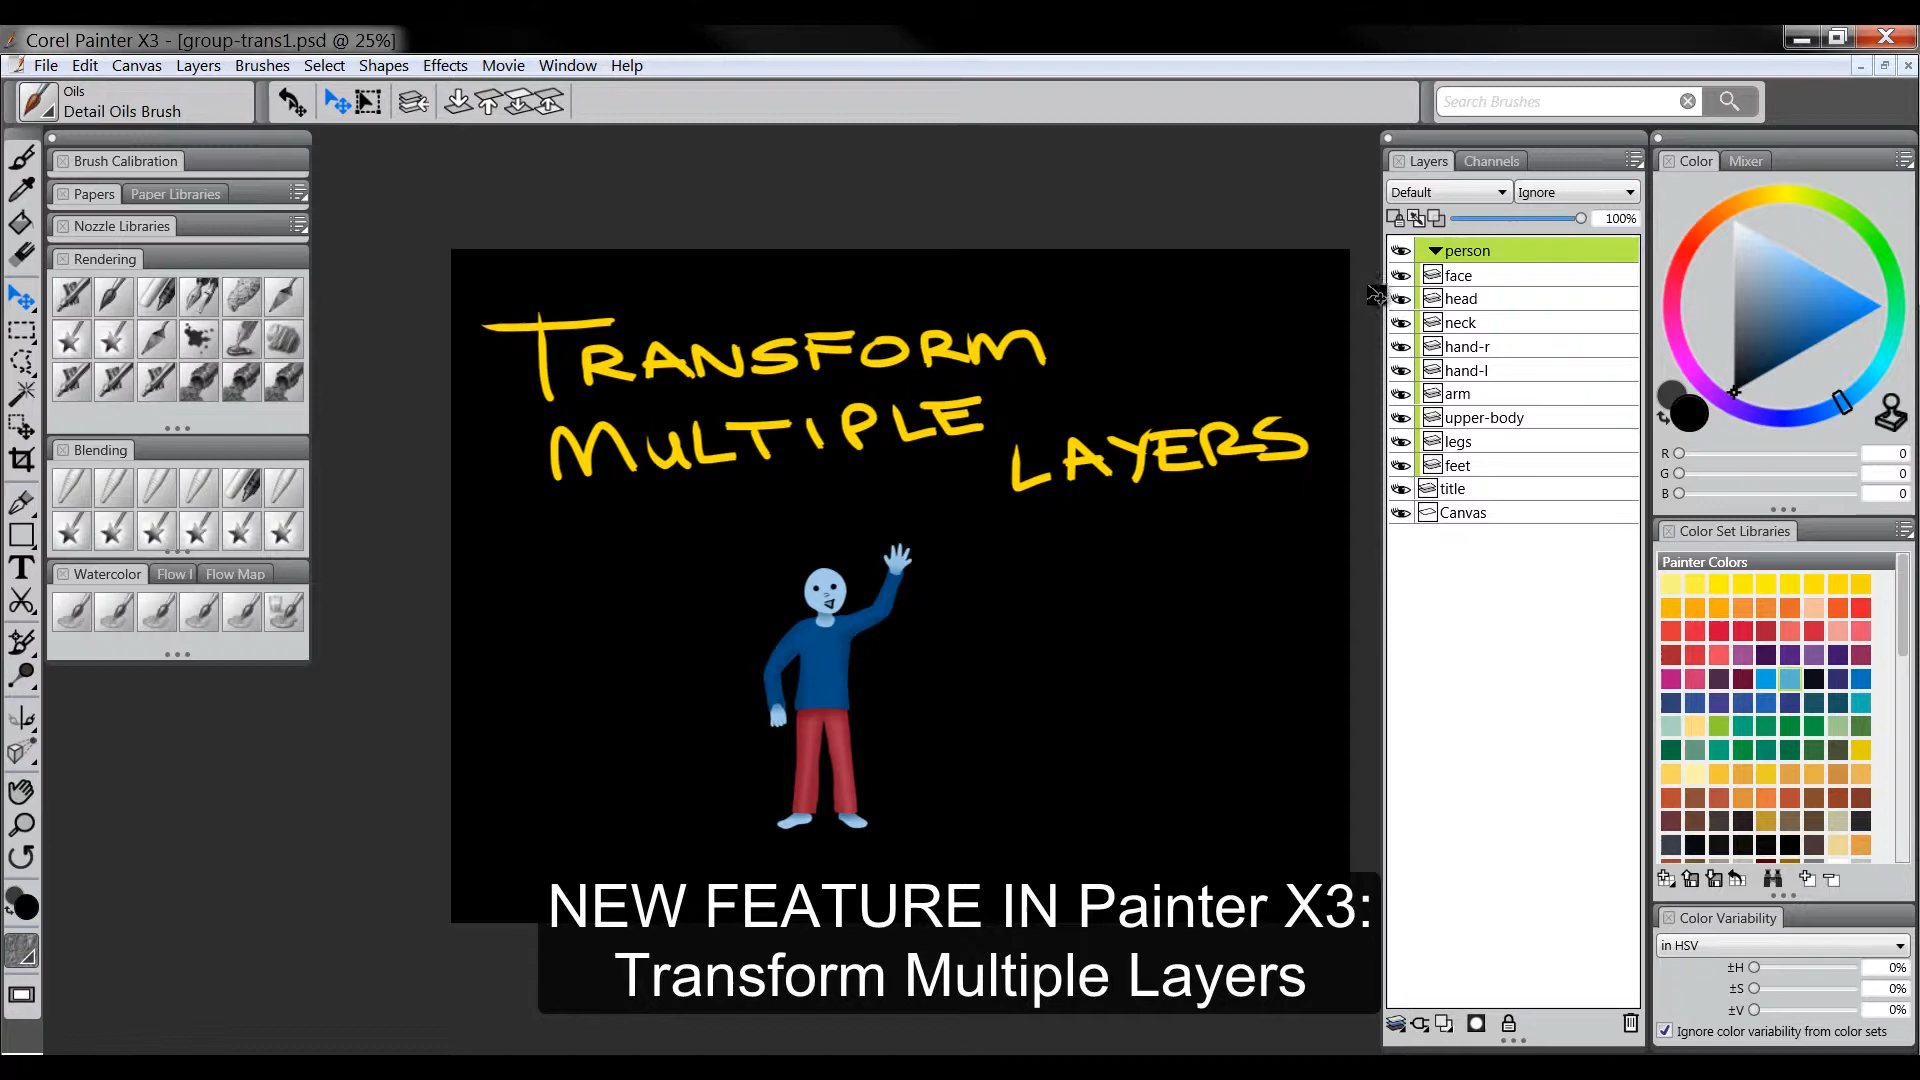 Corel Painter X3 - [group-trans1.psd @ 25%]
File Edit Canvas Layers Brushes Select Shapes Effects Movie Window Help
Oils
Detail Oils Brush
Search Brushes
Brush Calibration
Papers Paper Libraries
Nozzle Libraries
Rendering
Blending
Watercolor Flow I Flow Map
TRANSFORM
MULTIPLE
LAYERS
NEW FEATURE IN Painter X3:
Transform Multiple Layers
Layers Channels
Default Ignore
100%
person
face
head
neck
hand-r
hand-l
arm
upper-body
legs
feet
title
Canvas
Color Mixer
R 0
G 0
B 0
Color Set Libraries
Painter Colors
Color Variability
in HSV
±H 0%
±S 0%
±V 0%
Ignore color variability from color sets